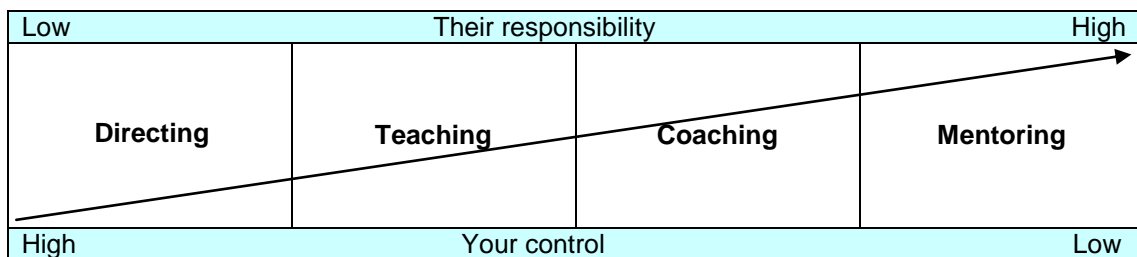 Low Their responsibility High
Directing Teaching Coaching Mentoring
High Your control Low